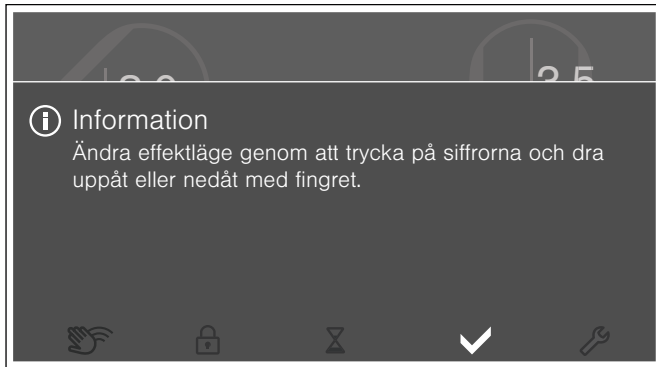 Information
Ändra effektläge genom att trycka på siffrorna och dra
uppåt eller nedåt med fingret.